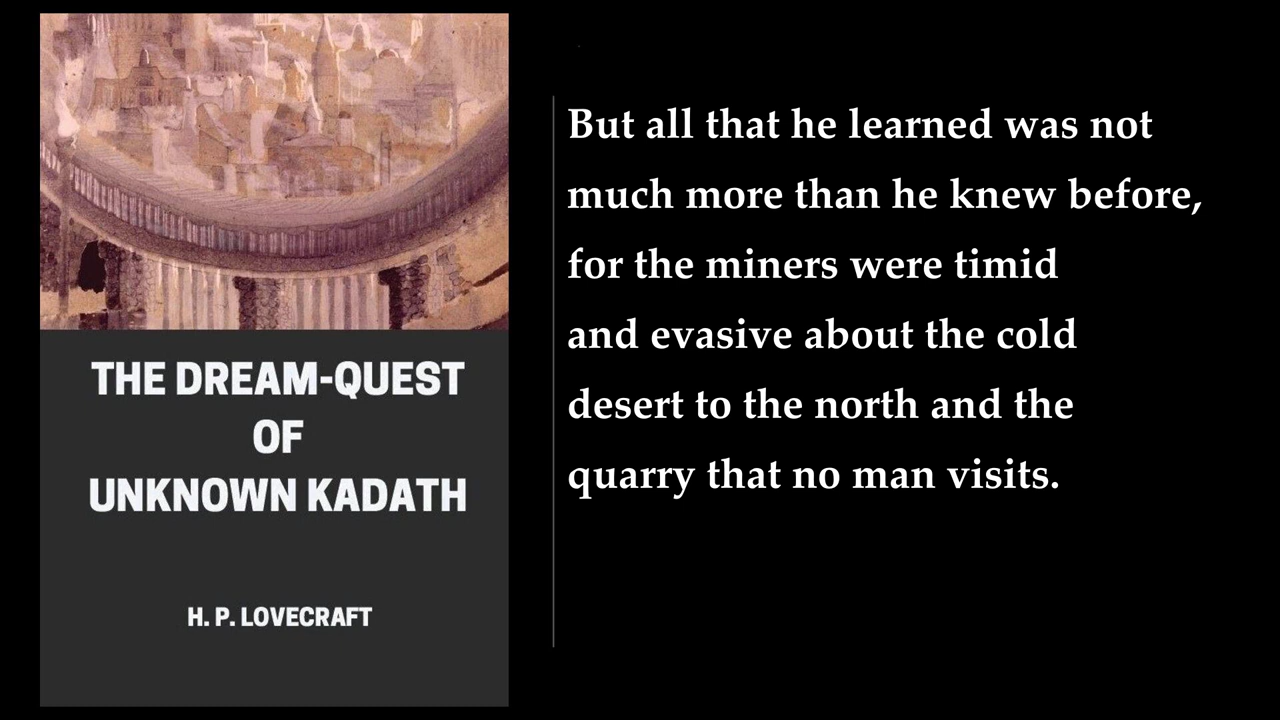 THE DREAM-QUEST
OF
UNKNOWN KADATH
H. P. LOVECRAFT
But all that he learned was not
much more than he knew before,
for the miners were timid
and evasive about the cold
desert to the north and the
quarry that no man visits.